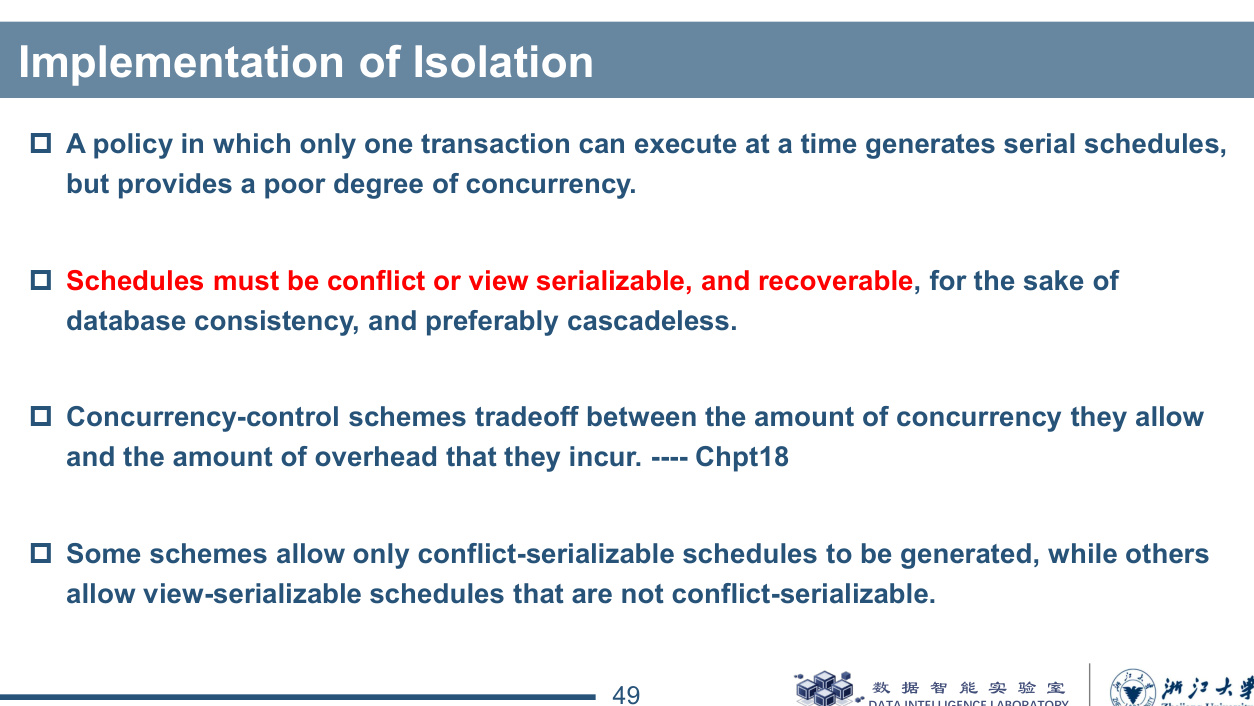 Implementation of Isolation
A policy in which only one transaction can execute at a time generates serial schedules,
but provides a poor degree of concurrency.
Schedules must be conflict or view serializable, and recoverable, for the sake of
database consistency, and preferably cascadeless.
Concurrency-control schemes tradeoff between the amount of concurrency they allow
and the amount of overhead that they incur. ---- Chpt18
Some schemes allow only conflict-serializable schedules to be generated, while others
allow view-serializable schedules that are not conflict-serializable.
49
数据智能实验室
DATA INTELLIGENCE LABORATORY
浙江大学